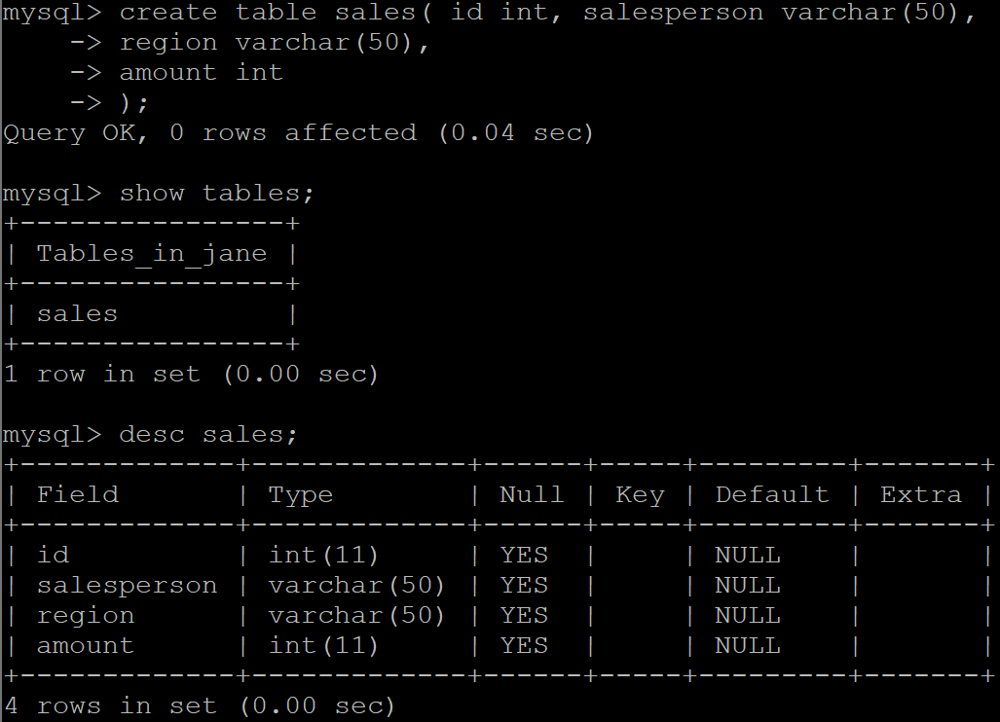 mysql> create table sales( id int, salesperson varchar(50),
    -> region varchar(50),
    -> amount int
    -> );
Query OK, 0 rows affected (0.04 sec)

mysql> show tables;
+----------------+
| Tables_in_jane |
+----------------+
| sales          |
+----------------+
1 row in set (0.00 sec)

mysql> desc sales;
+-------------+-------------+------+-----+---------+-------+
| Field       | Type        | Null | Key | Default | Extra |
+-------------+-------------+------+-----+---------+-------+
| id          | int(11)     | YES  |     | NULL    |       |
| salesperson | varchar(50) | YES  |     | NULL    |       |
| region      | varchar(50) | YES  |     | NULL    |       |
| amount      | int(11)     | YES  |     | NULL    |       |
+-------------+-------------+------+-----+---------+-------+
4 rows in set (0.00 sec)